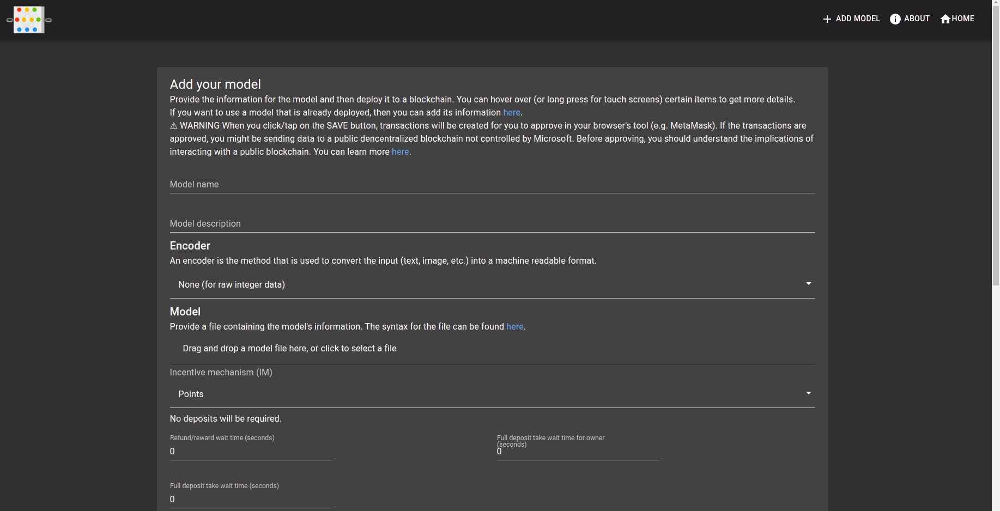 ADD MODEL ABOUT HOME
Add your model
Provide the information for the model and then deploy it to a blockchain. You can hover over (or long press for touch screens) certain items to get more details.
If you want to use a model that is already deployed, then you can add its information here.
⚠ WARNING When you click/tap on the SAVE button, transactions will be created for you to approve in your browser's tool (e.g. MetaMask). If the transactions are
approved, you might be sending data to a public dencentralized blockchain not controlled by Microsoft. Before approving, you should understand the implications of
interacting with a public blockchain. You can learn more here.
Model name
Model description
Encoder
An encoder is the method that is used to convert the input (text, image, etc.) into a machine readable format.
None (for raw integer data)
Model
Provide a file containing the model's information. The syntax for the file can be found here.
Drag and drop a model file here, or click to select a file
Incentive mechanism (IM)
Points
No deposits will be required.
Refund/reward wait time (seconds)
0
Full deposit take wait time for owner
(seconds)
0
Full deposit take wait time (seconds)
0